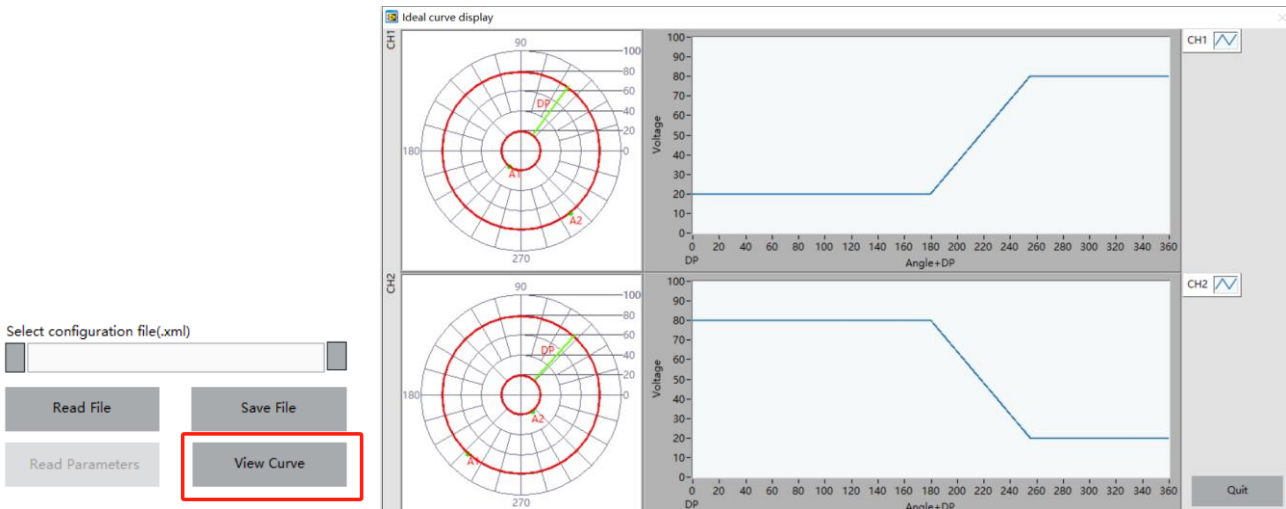 Select configuration file(.xml)
Read File
Save File
Read Parameters
View Curve
Ideal curve display
CH1
90
100
80
60
40
20
0
180
270
DP
A1
A2
Voltage
100
90
80
70
60
50
40
30
20
10
0
0 20 40 60 80 100 120 140 160 180 200 220 240 260 280 300 320 340 360
DP
Angle+DP
CH1
CH2
90
100
80
60
40
20
0
180
270
DP
A2
A1
Voltage
100
90
80
70
60
50
40
30
20
10
0
0 20 40 60 80 100 120 140 160 180 200 220 240 260 280 300 320 340 360
DP
Angle+DP
CH2
Quit